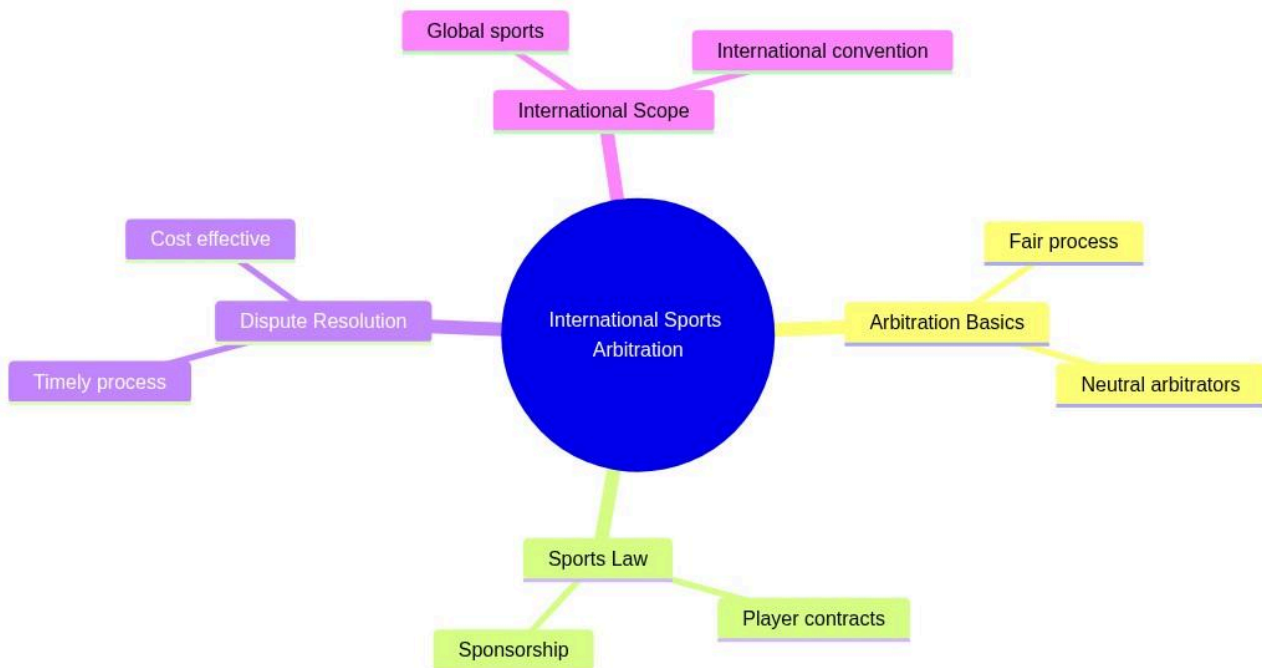 Global sports
International convention
International Scope
Cost effective
Fair process
Dispute Resolution
International Sports
Arbitration
Arbitration Basics
Timely process
Neutral arbitrators
Sports Law
Player contracts
Sponsorship